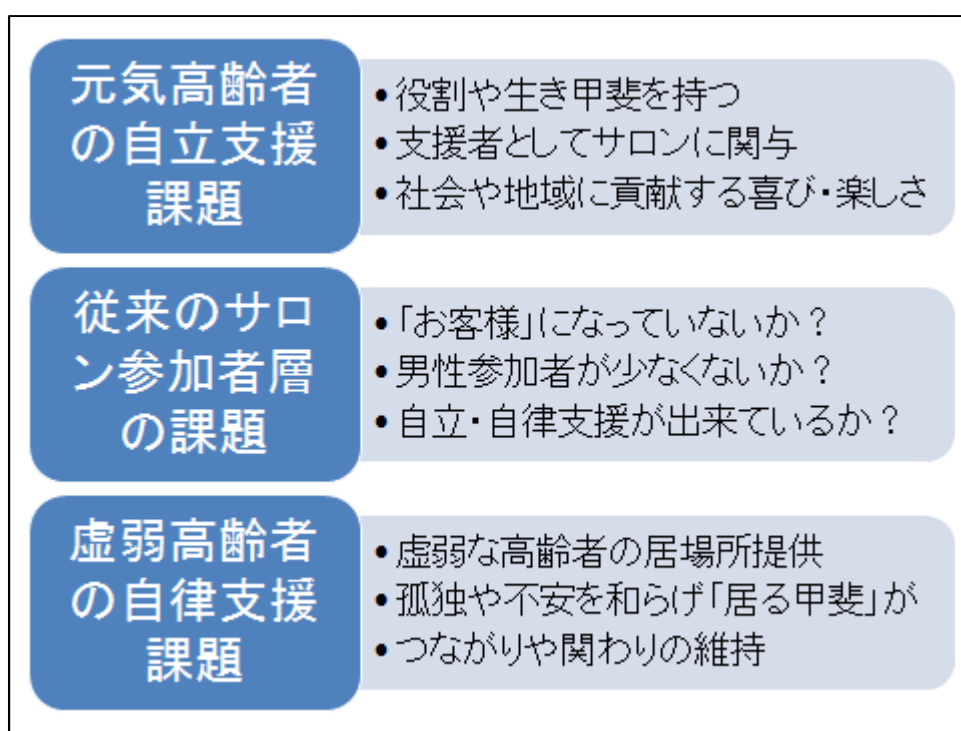 元気高齢者
の自立支援
課題
•役割や生き甲斐を持つ
•支援者としてサロンに関与
•社会や地域に貢献する喜び・楽しさ
従来のサロ
ン参加者層
の課題
•「お客様」になっていないか？
•男性参加者が少なくないか？
•自立・自律支援が出来ているか？
虚弱高齢者
の自律支援
課題
•虚弱な高齢者の居場所提供
•孤独や不安を和らげ「居る甲斐」が
•つながりや関わりの維持